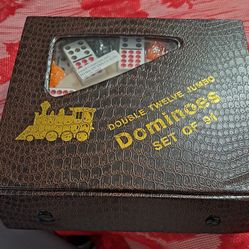 DOUBLE TWELVE JUMBO
Dominoes
SET OF 91